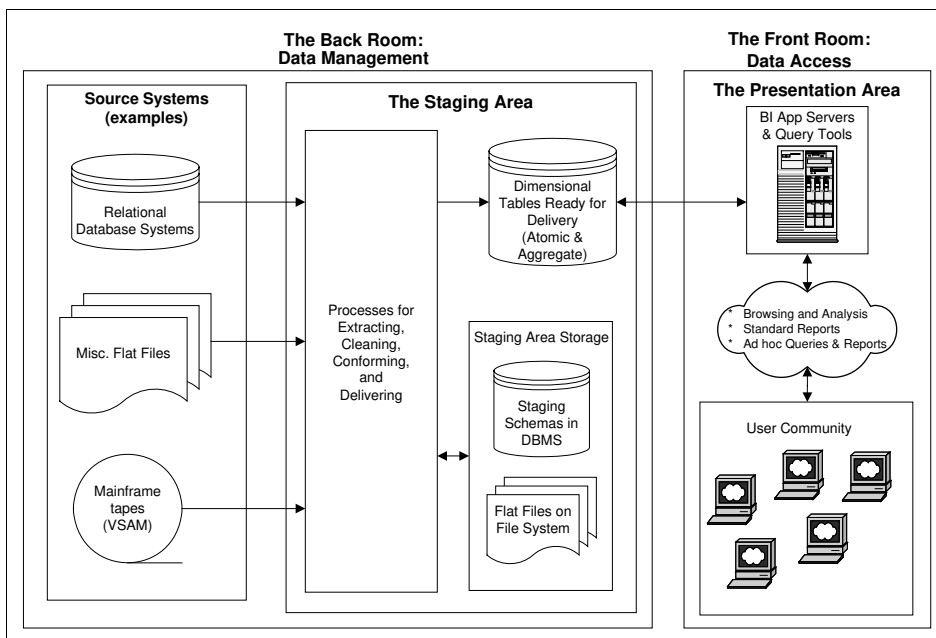 The Back Room:
Data Management
Source Systems
(examples)
Relational
Database Systems
Misc. Flat Files
Mainframe
tapes
(VSAM)
The Staging Area
Processes for
Extracting,
Cleaning,
Conforming,
and
Delivering
Dimensional
Tables Ready for
Delivery
(Atomic &
Aggregate)
Staging Area Storage
Staging
Schemas in
DBMS
Flat Files on
File System
The Front Room:
Data Access
The Presentation Area
BI App Servers
& Query Tools
* Browsing and Analysis
* Standard Reports
* Ad hoc Queries & Reports
User Community